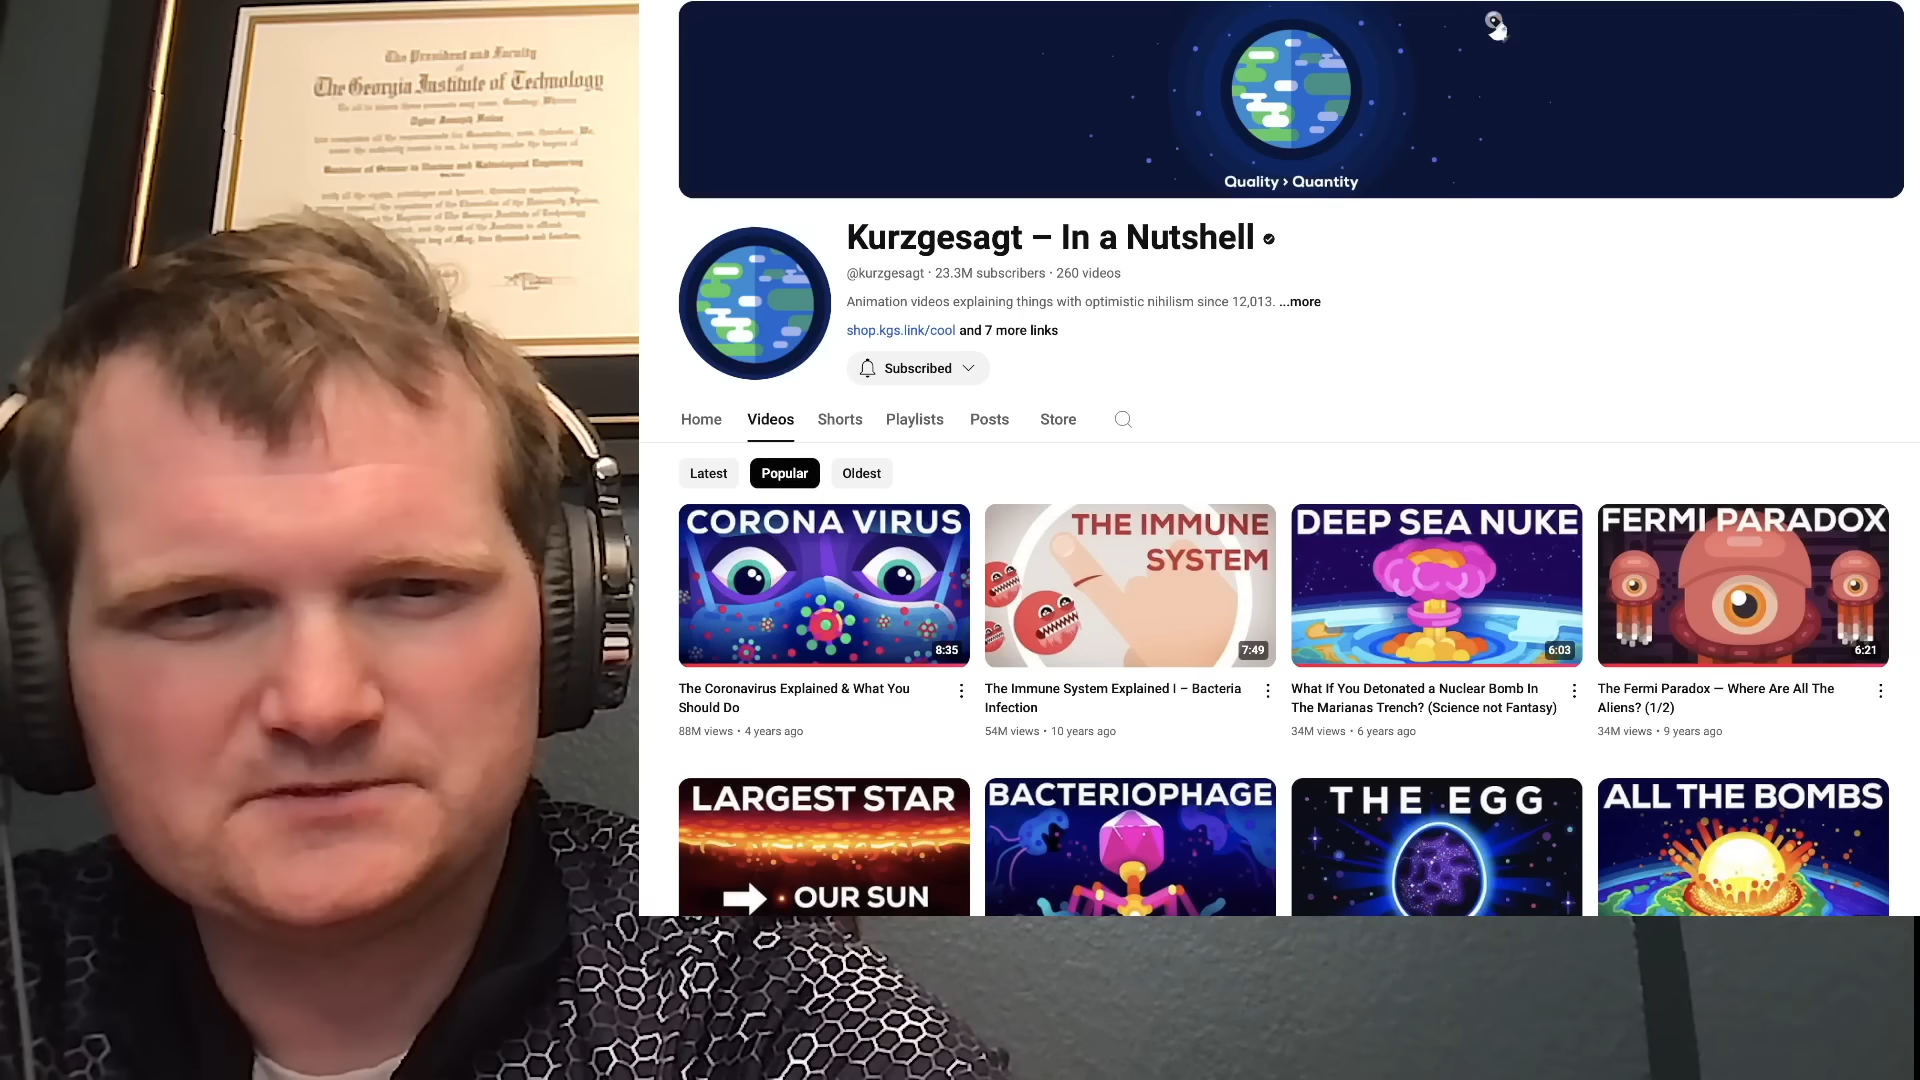 The President and Faculty
of
The Georgia Institute of Technology
Quality > Quantity
Kurzgesagt – In a Nutshell
@kurzgesagt · 23.3M subscribers · 260 videos
Animation videos explaining things with optimistic nihilism since 12,013. ...more
shop.kgs.link/cool and 7 more links
Subscribed
Home Videos Shorts Playlists Posts Store
Latest Popular Oldest
CORONA VIRUS
8:35
The Coronavirus Explained & What You
Should Do
88M views • 4 years ago
THE IMMUNE
SYSTEM
7:49
The Immune System Explained I – Bacteria
Infection
54M views • 10 years ago
DEEP SEA NUKE
6:03
What If You Detonated a Nuclear Bomb In
The Marianas Trench? (Science not Fantasy)
34M views • 6 years ago
FERMI PARADOX
6:21
The Fermi Paradox — Where Are All The
Aliens? (1/2)
34M views • 9 years ago
LARGEST STAR
OUR SUN
BACTERIOPHAGE
THE EGG
ALL THE BOMBS